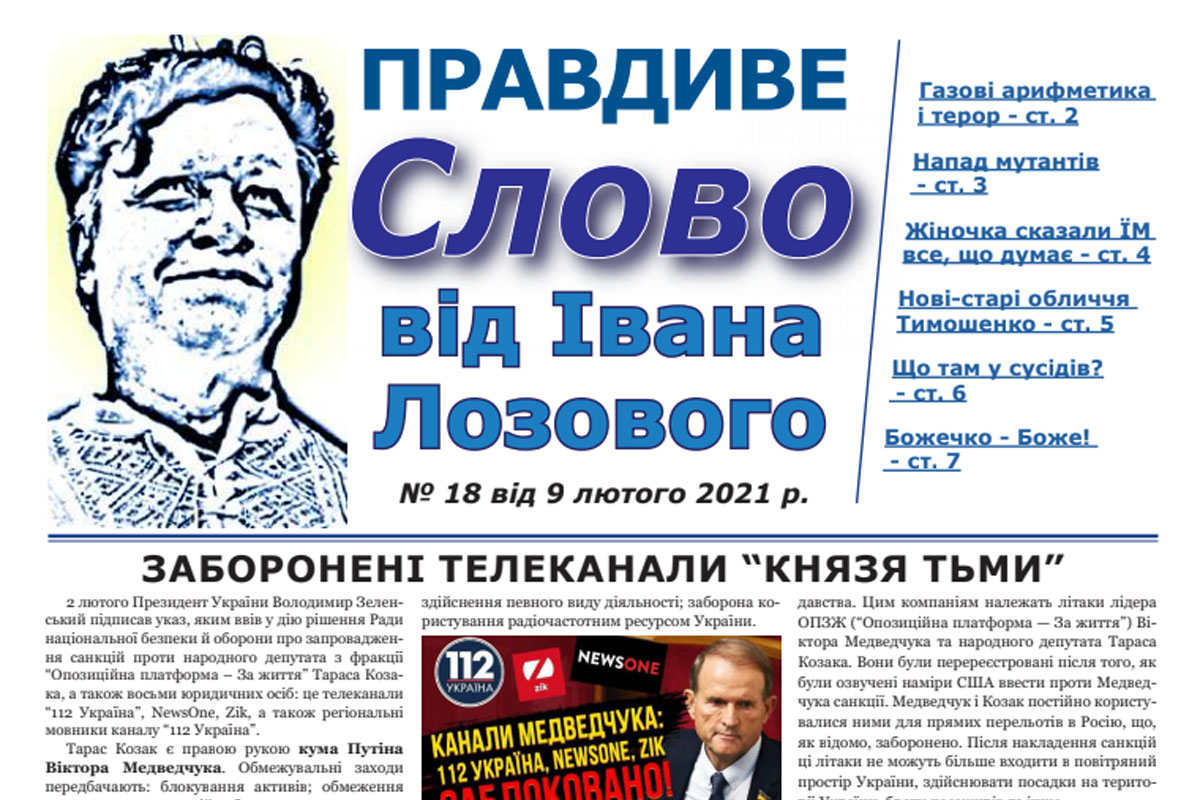 ПРАВДИВЕ
Слово
від Івана
Лозового
№ 18 від 9 лютого 2021 р.
Газові арифметика
і терор - ст. 2
Напад мутантів
- ст. 3
Жіночка сказали ЇМ
все, що думає - ст. 4
Нові-старі обличчя
Тимошенко - ст. 5
Що там у сусідів?
- ст. 6
Божечко - Боже!
- ст. 7
ЗАБОРОНЕНІ ТЕЛЕКАНАЛИ “КНЯЗЯ ТЬМИ”
2 лютого Президент України Володимир Зелен-
ський підписав указ, яким ввів у дію рішення Ради
національної безпеки й оборони про запроваджен-
ня санкцій проти народного депутата з фракції
“Опозиційна платформа – За життя” Тараса Коза-
ка, а також восьми юридичних осіб: це телеканали
“112 Україна”, NewsOne, Zik, а також регіональні
мовники каналу “112 Україна”.
Тарас Козак є правою рукою кума Путіна
Віктора Медведчука. Обмежувальні заходи
передбачають: блокування активів; обмеження
здійснення певного виду діяльності; заборона ко-
ристування радіочастотним ресурсом України.
112
УКРАЇНА
zik
NEWSONE
КАНАЛИ МЕДВЕДЧУКА:
112 УКРАЇНА, NEWSONE, ZIK
ЗАБЛОКОВАНО!
давства. Цим компаніям належать літаки лідера
ОПЗЖ (“Опозиційна платформа — За життя”) Ві-
ктора Медведчука та народного депутата Тараса
Козака. Вони були перереєстровані після того, як
були озвучені наміри США ввести проти Медвед-
чука санкції. Медведчук і Козак постійно користу-
валися ними для прямих перельотів в Росію, що,
як відомо, заборонено. Після накладення санкцій
ці літаки не можуть більше входити в повітряний
простір України, здійснювати посадки на терито-